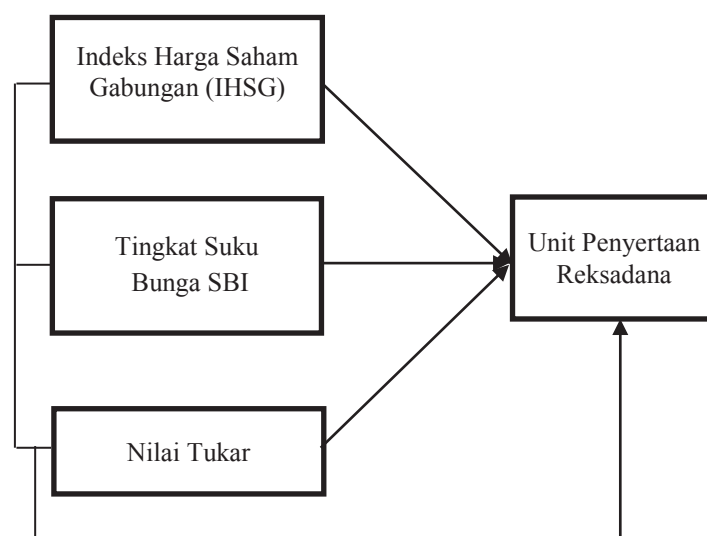 Indeks Harga Saham
Gabungan (IHSG)
Tingkat Suku
Bunga SBI
Unit Penyertaan
Reksadana
Nilai Tukar